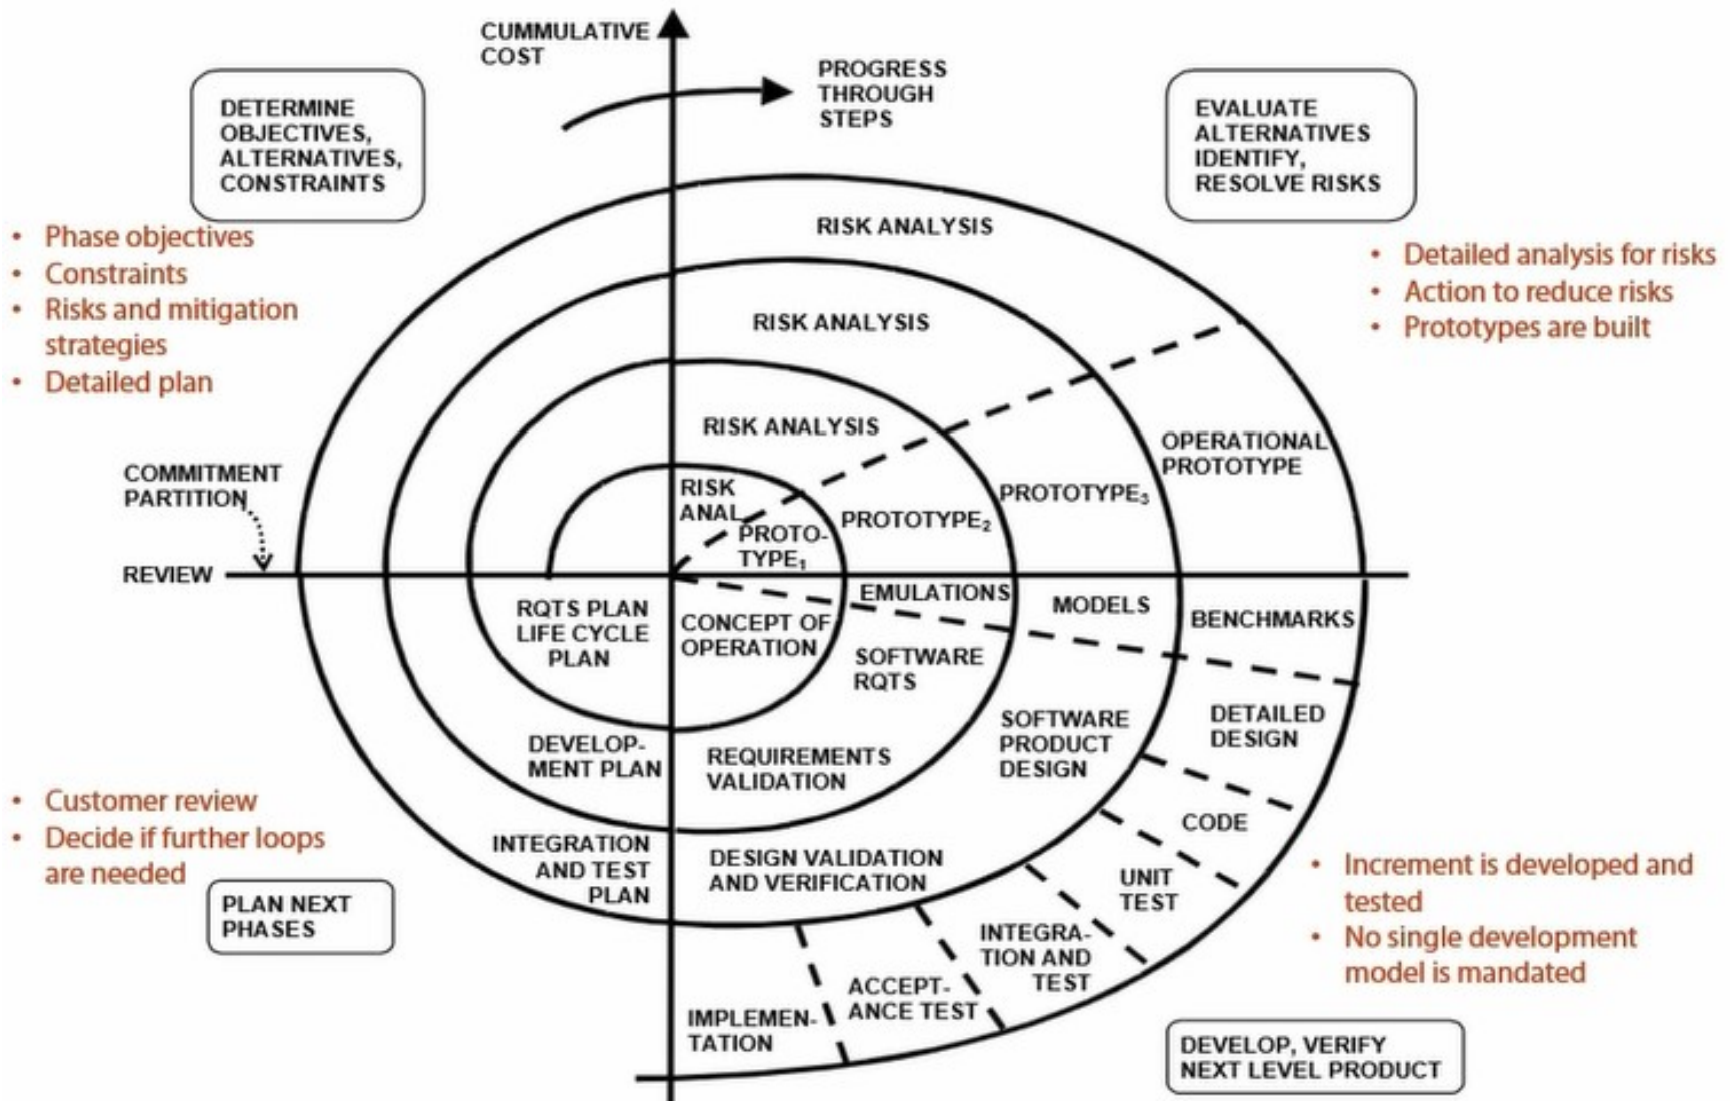 CUMMULATIVE
COST
PROGRESS
THROUGH
STEPS
DETERMINE
OBJECTIVES,
ALTERNATIVES,
CONSTRAINTS
EVALUATE
ALTERNATIVES
IDENTIFY,
RESOLVE RISKS
• Phase objectives
• Constraints
• Risks and mitigation
strategies
• Detailed plan
• Detailed analysis for risks
• Action to reduce risks
• Prototypes are built
RISK ANALYSIS
RISK ANALYSIS
RISK ANALYSIS
RISK
ANAL.
PROTO-
TYPE₁
PROTOTYPE₂
PROTOTYPE₃
OPERATIONAL
PROTOTYPE
COMMITMENT
PARTITION
REVIEW
EMULATIONS
MODELS
BENCHMARKS
RQTS PLAN
LIFE CYCLE
PLAN
CONCEPT OF
OPERATION
SOFTWARE
RQTS
SOFTWARE
PRODUCT
DESIGN
DETAILED
DESIGN
DEVELOP-
MENT PLAN
REQUIREMENTS
VALIDATION
CODE
UNIT
TEST
INTEGRATION
AND TEST
PLAN
DESIGN VALIDATION
AND VERIFICATION
INTEGRA-
TION AND
TEST
ACCEPT-
ANCE TEST
IMPLEMEN-
TATION
• Customer review
• Decide if further loops
are needed
PLAN NEXT
PHASES
• Increment is developed and
tested
• No single development
model is mandated
DEVELOP, VERIFY
NEXT LEVEL PRODUCT